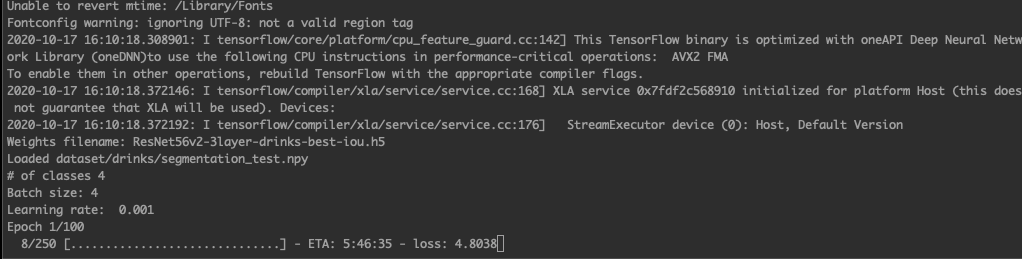 Unable to revert mtime: /Library/Fonts
Fontconfig warning: ignoring UTF-8: not a valid region tag
2020-10-17 16:10:18.308901: I tensorflow/core/platform/cpu_feature_guard.cc:142] This TensorFlow binary is optimized with oneAPI Deep Neural Netw
ork Library (oneDNN)to use the following CPU instructions in performance-critical operations:  AVX2 FMA
To enable them in other operations, rebuild TensorFlow with the appropriate compiler flags.
2020-10-17 16:10:18.372146: I tensorflow/compiler/xla/service/service.cc:168] XLA service 0x7fdf2c568910 initialized for platform Host (this does
 not guarantee that XLA will be used). Devices:
2020-10-17 16:10:18.372192: I tensorflow/compiler/xla/service/service.cc:176]   StreamExecutor device (0): Host, Default Version
Weights filename: ResNet56v2-3layer-drinks-best-iou.h5
Loaded dataset/drinks/segmentation_test.npy
# of classes 4
Batch size: 4
Learning rate:  0.001
Epoch 1/100
  8/250 [..............................] - ETA: 5:46:35 - loss: 4.8038